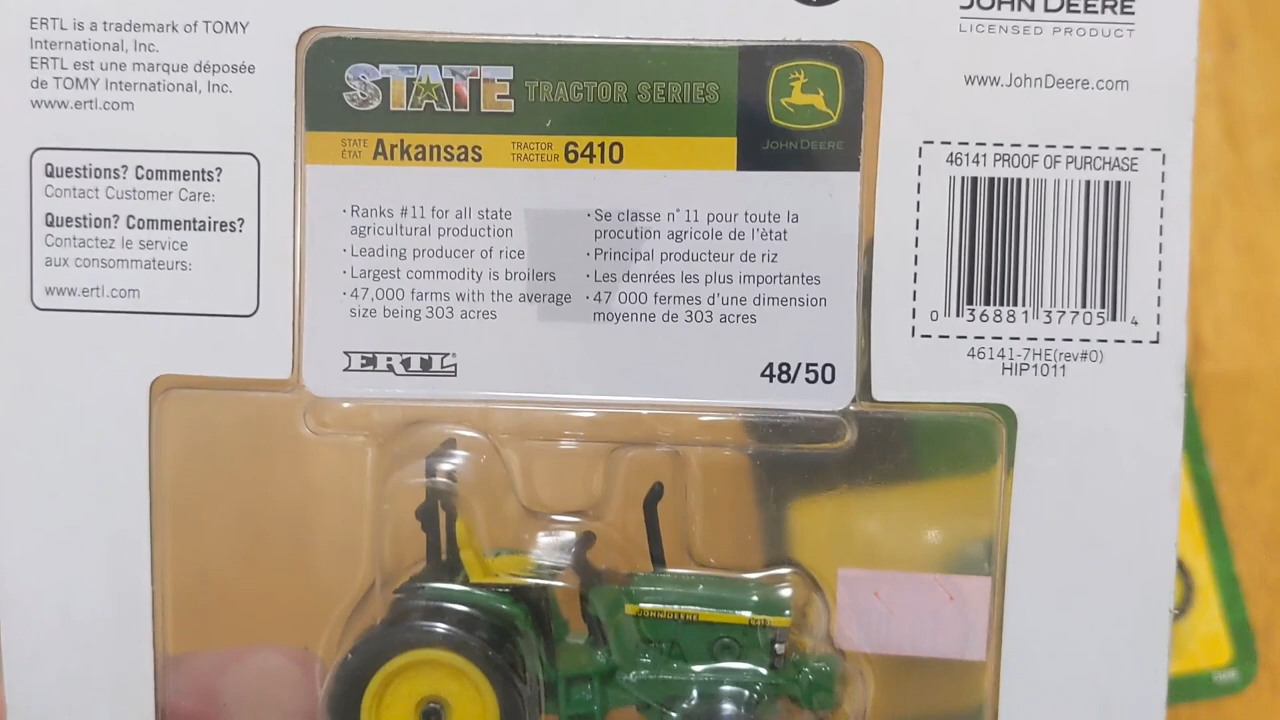 ERTL is a trademark of TOMY
International, Inc.
ERTL est une marque déposée
de TOMY International, Inc.
www.ertl.com
Questions? Comments?
Contact Customer Care:
Question? Commentaires?
Contactez le service
aux consommateurs:
www.ertl.com
STATE TRACTOR SERIES
JOHN DEERE
STATE
ÉTAT
Arkansas
TRACTOR
TRACTEUR
6410
· Ranks #11 for all state
agricultural production
· Leading producer of rice
· Largest commodity is broilers
· 47,000 farms with the average
size being 303 acres
· Se classe n° 11 pour toute la
procution agricole de l'ètat
· Principal producteur de riz
· Les denrées les plus importantes
· 47 000 fermes d'une dimension
moyenne de 303 acres
ERTL®
48/50
JOHN DEERE
LICENSED PRODUCT
www.JohnDeere.com
46141 PROOF OF PURCHASE
0 36881 37705 4
46141-7HE(rev#0)
HIP1011
JOHN DEERE